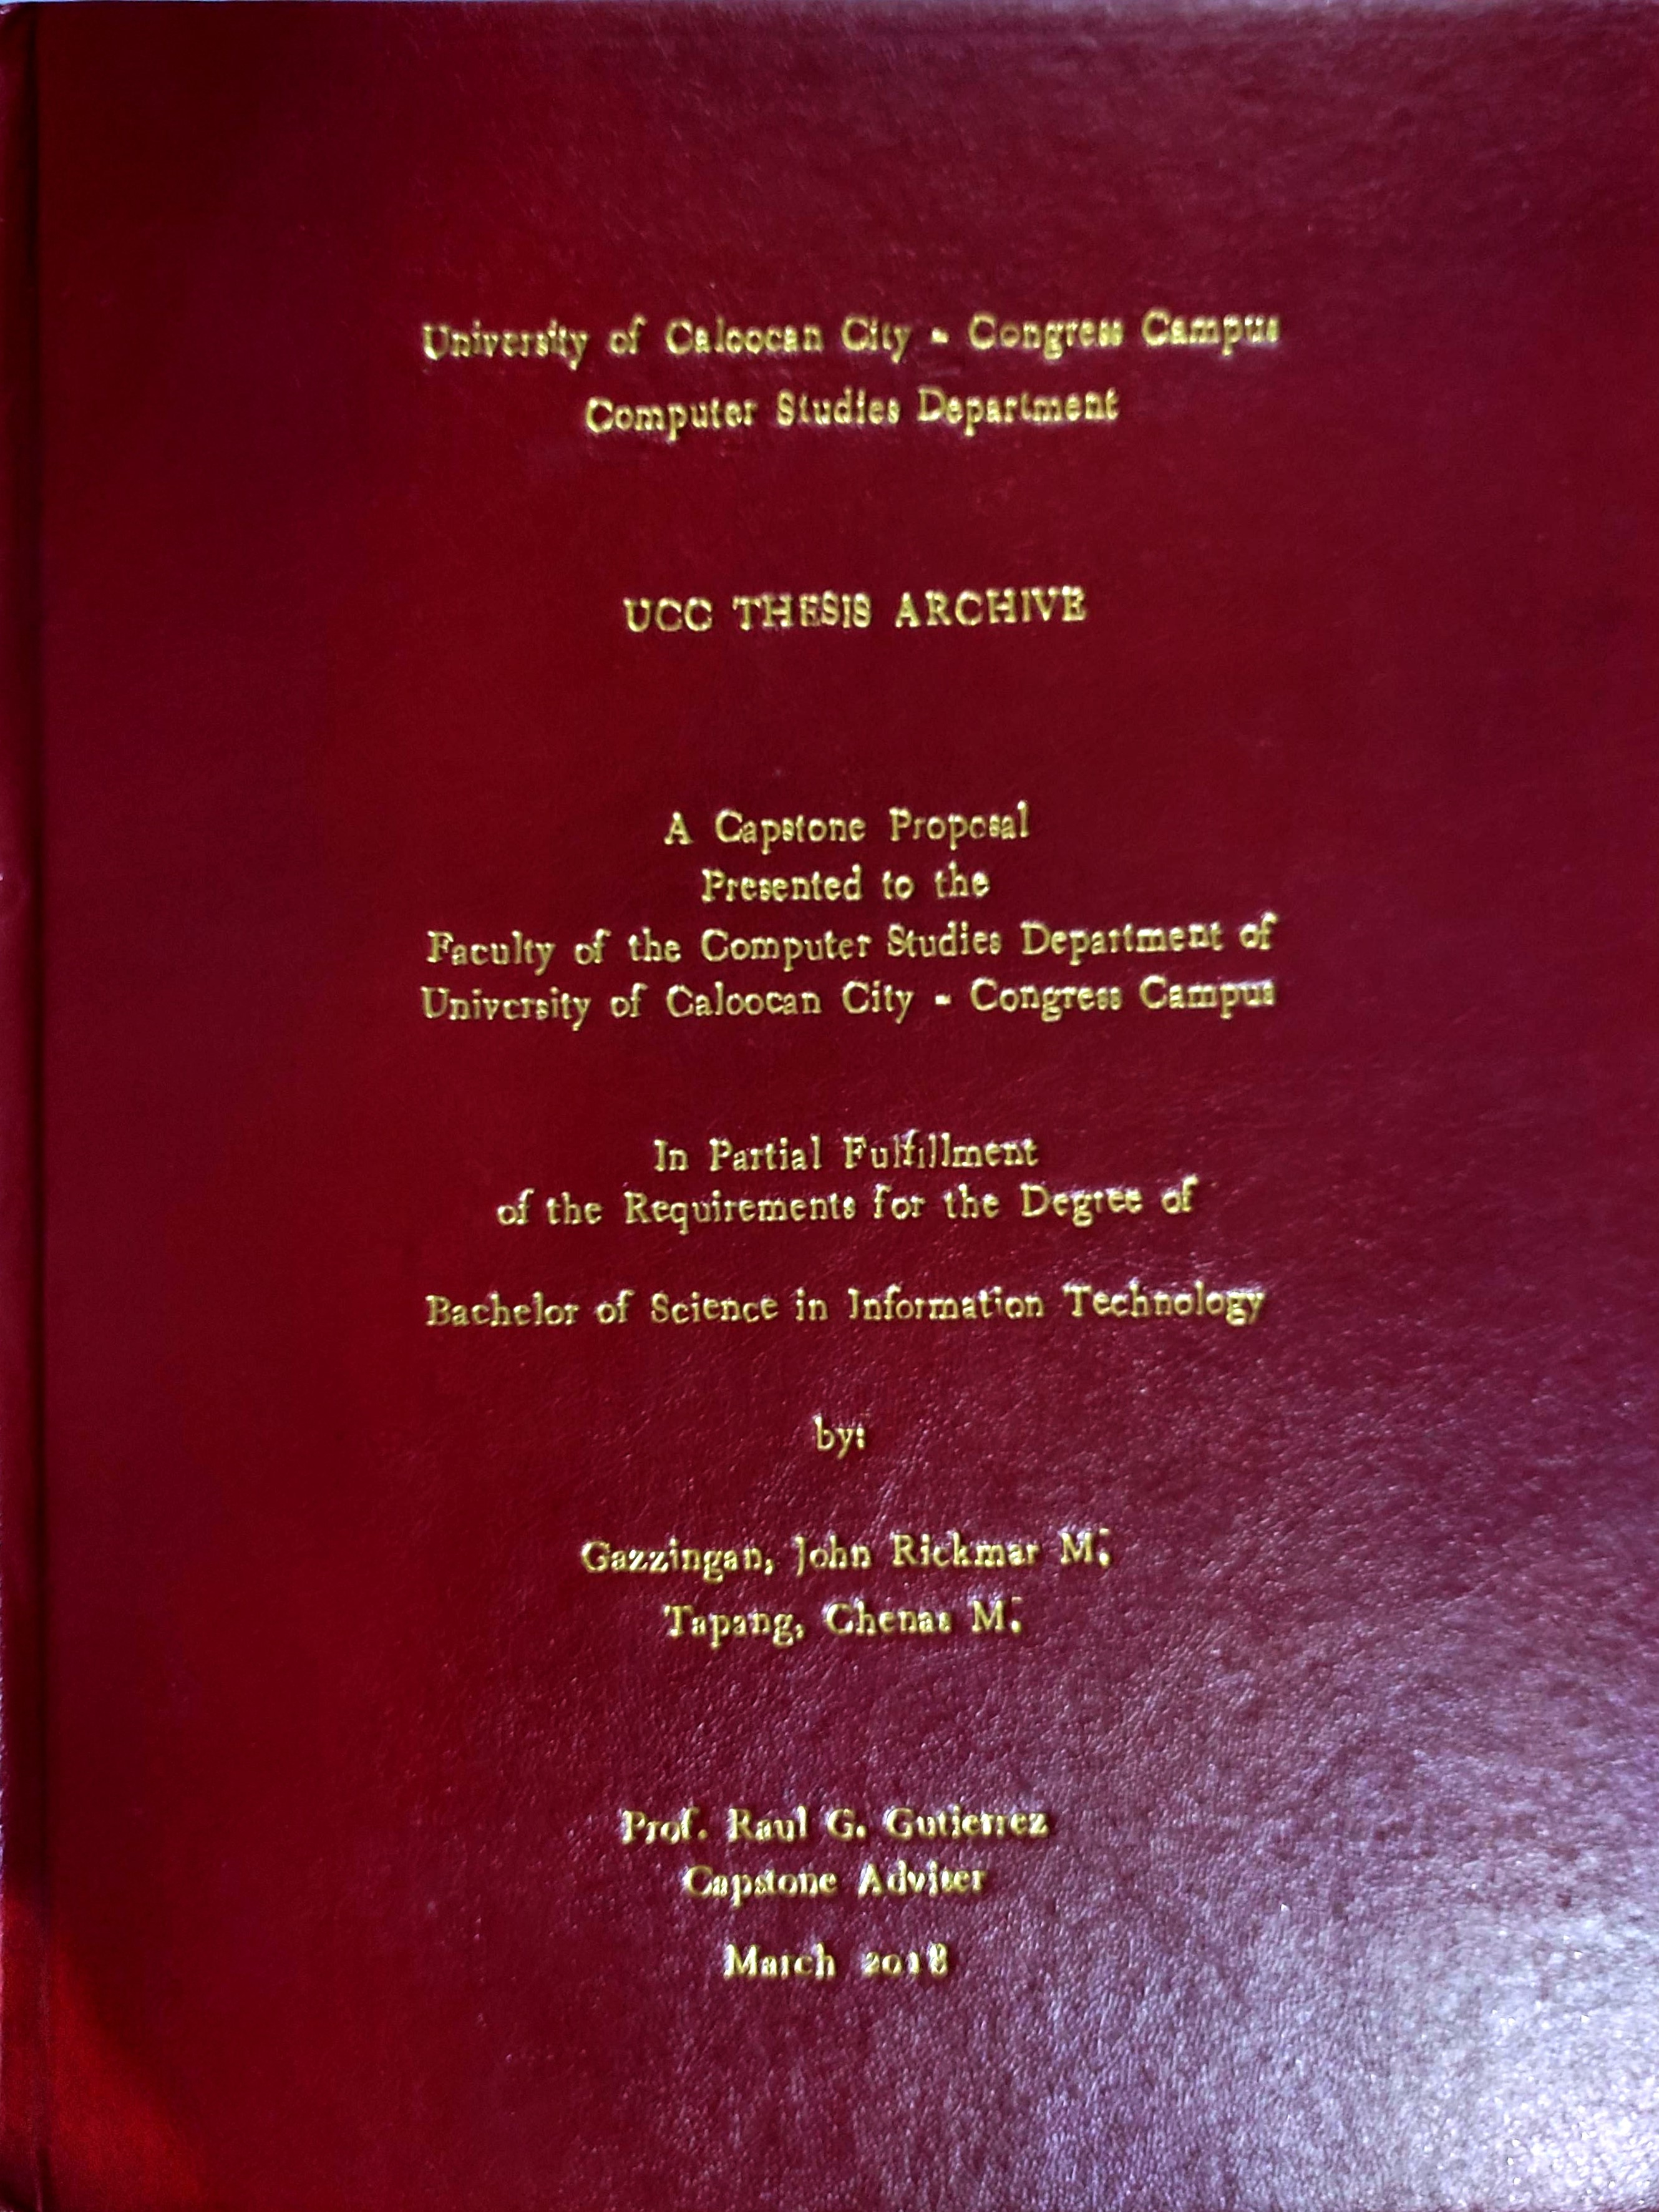 University of Caloocan City - Congress Campus
Computer Studies Department
UCC THESIS ARCHIVE
A Capstone Proposal
Presented to the
Faculty of the Computer Studies Department of
University of Caloocan City - Congress Campus
In Partial Fulfillment
of the Requirements for the Degree of
Bachelor of Science in Information Technology
by:
Gazzingan, John Rickmar M.
Tapang, Chenas M.
Prof. Raul G. Gutierrez
Capstone Adviser
March 2018